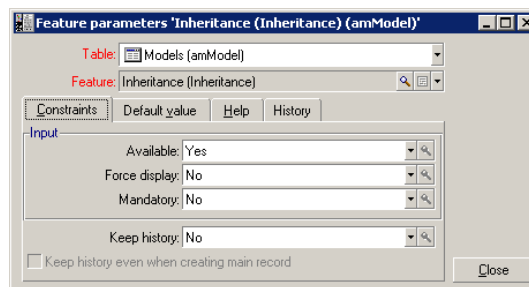 Feature parameters 'Inheritance (Inheritance) (amModel)'
Table: Models (amModel)
Feature: Inheritance (Inheritance)
Constraints Default value Help History
Input
Available: Yes
Force display: No
Mandatory: No
Keep history: No
Keep history even when creating main record
Close